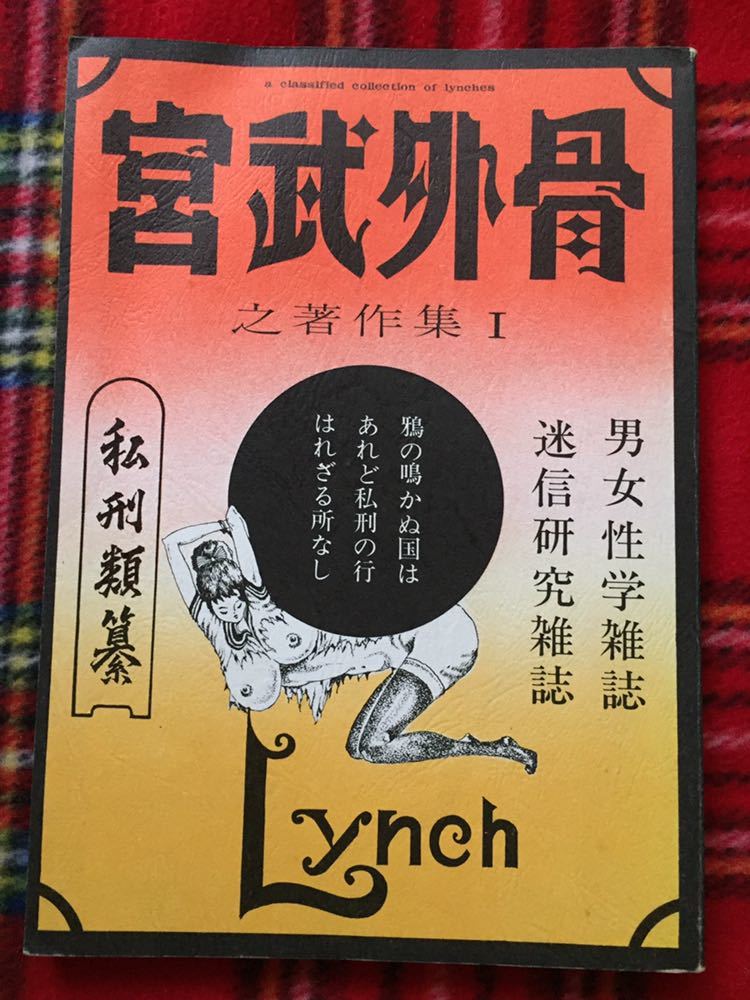 a classified collection of lynches
宮武外骨
之著作集 I
男女性学雑誌
迷信研究雑誌
鴉の鳴かぬ国は
あれど私刑の行
はれざる所なし
私刑類纂
Lynch